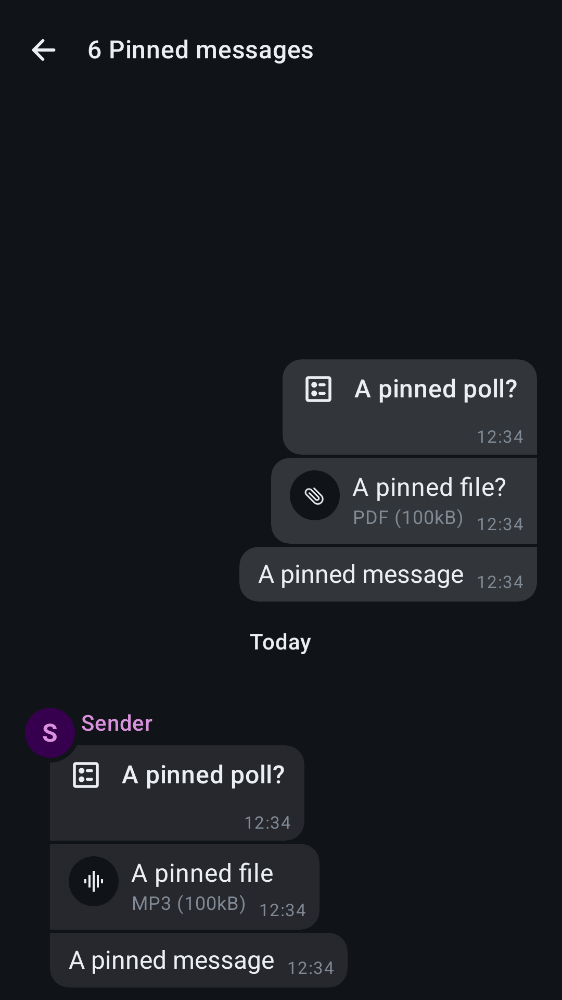 6 Pinned messages
A pinned poll?
12:34
A pinned file?
PDF (100kB) 12:34
A pinned message 12:34
Today
S Sender
A pinned poll?
12:34
A pinned file
MP3 (100kB) 12:34
A pinned message 12:34